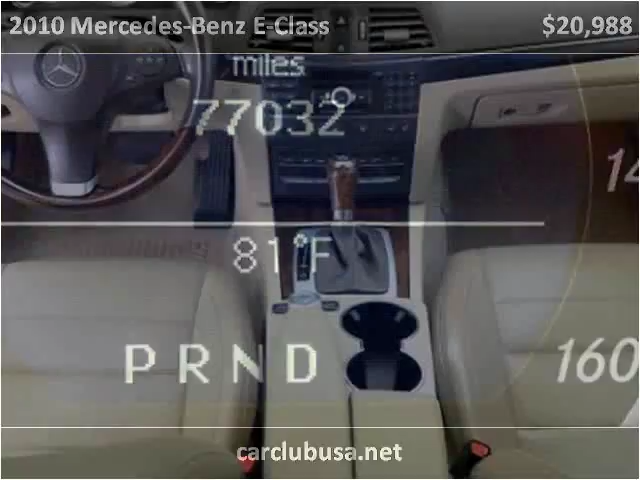 2010 Mercedes-Benz E-Class $20,988
miles
77032
14
81°F
PRND
160
carclubusa.net